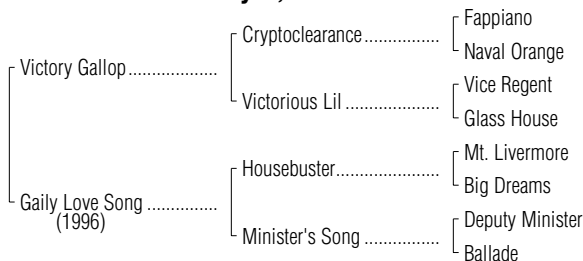 Fappiano
Cryptoclearance..................
Naval Orange
Victory Gallop.....................
Vice Regent
Victorious Lil ......................
Glass House
Mt. Livermore
Housebuster........................
Big Dreams
Gaily Love Song ................
(1996)
Deputy Minister
Minister's Song ..................
Ballade